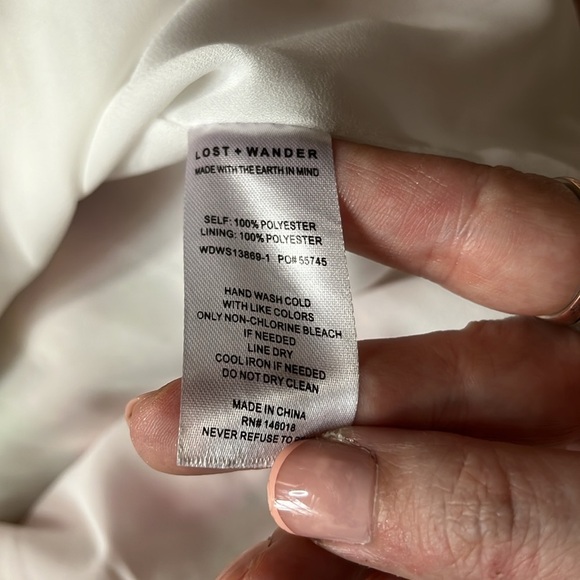 LOST + WANDER
MADE WITH THE EARTH IN MIND
SELF: 100% POLYESTER
LINING: 100% POLYESTER
WDWS13869-1 PO# 55745
HAND WASH COLD
WITH LIKE COLORS
ONLY NON-CHLORINE BLEACH
IF NEEDED
LINE DRY
COOL IRON IF NEEDED
DO NOT DRY CLEAN
MADE IN CHINA
RN# 146016
NEVER REFUSE TO